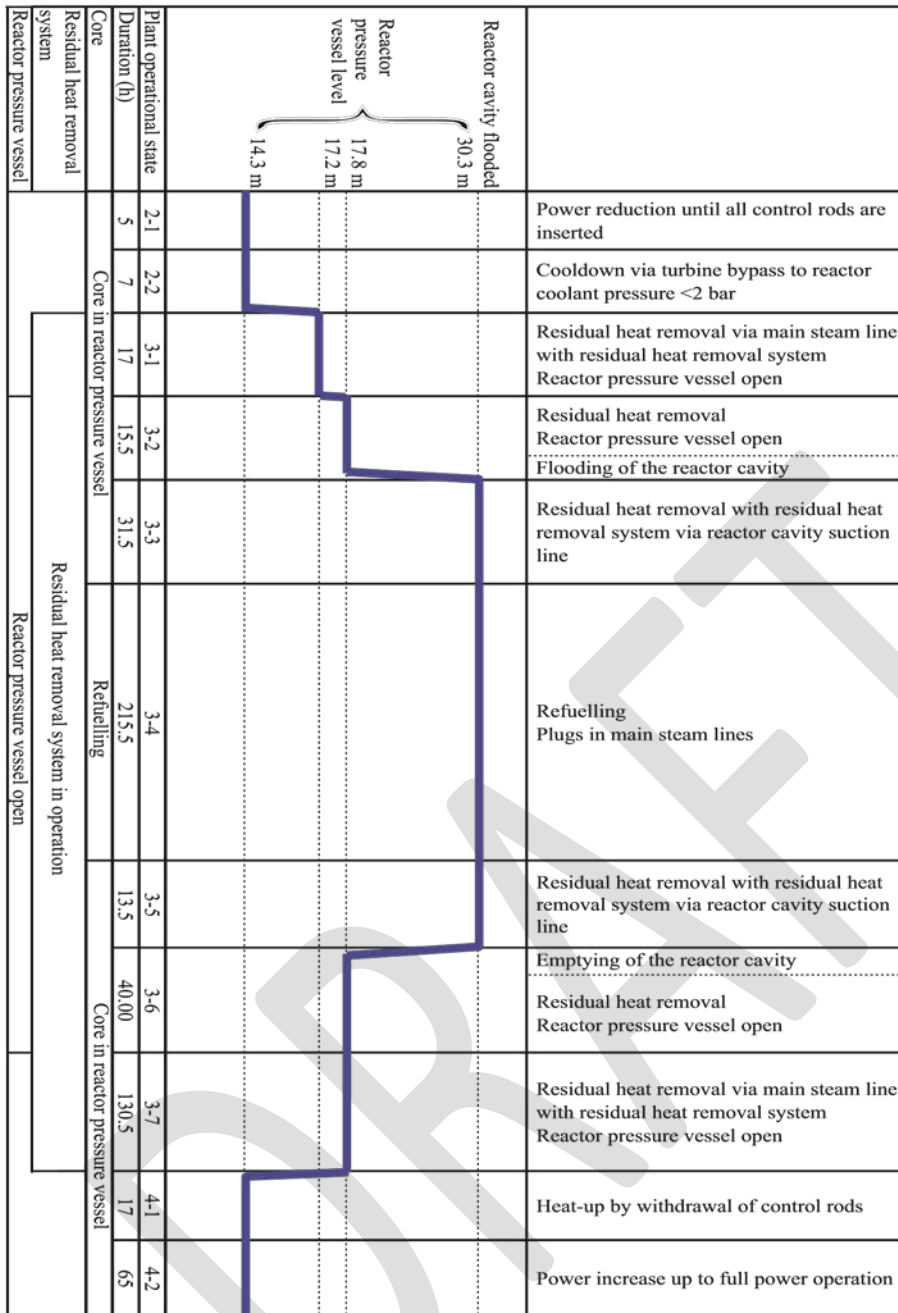 Reactor pressure vessel
Residual heat removal
system
Core
Duration (h)
Plant operational state
Reactor
pressure
vessel level
14.3 m
17.2 m
17.8 m
30.3 m
Reactor cavity flooded
2-1
5
Power reduction until all control rods are
inserted
2-2
7
Cooldown via turbine bypass to reactor
coolant pressure <2 bar
3-1
17
Residual heat removal via main steam line
with residual heat removal system
Reactor pressure vessel open
3-2
15.5
Residual heat removal
Reactor pressure vessel open
Flooding of the reactor cavity
3-3
31.5
Residual heat removal with residual heat
removal system via reactor cavity suction
line
3-4
215.5
Refuelling
Plugs in main steam lines
3-5
13.5
Residual heat removal with residual heat
removal system via reactor cavity suction
line
3-6
40.00
Emptying of the reactor cavity
Residual heat removal
Reactor pressure vessel open
3-7
130.5
Residual heat removal via main steam line
with residual heat removal system
Reactor pressure vessel open
4-1
17
Heat-up by withdrawal of control rods
4-2
65
Power increase up to full power operation
Core in reactor pressure vessel
Refuelling
Core in reactor pressure vessel
Residual heat removal system in operation
Reactor pressure vessel open
DRAFT